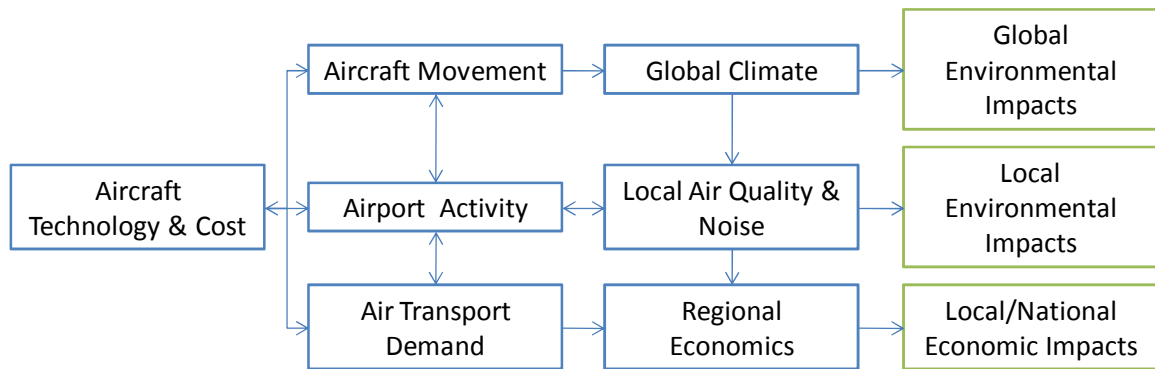 Aircraft Movement
Global Climate
Global
Environmental
Impacts
Aircraft
Technology & Cost
Airport Activity
Local Air Quality &
Noise
Local
Environmental
Impacts
Air Transport
Demand
Regional
Economics
Local/National
Economic Impacts